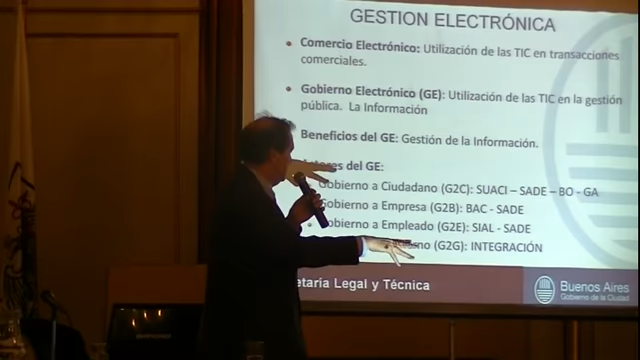 GESTION ELECTRÓNICA
Comercio Electrónico: Utilización de las TIC en transacciones
comerciales.
Gobierno Electrónico (GE): Utilización de las TIC en la gestión
pública. La Información
Beneficios del GE: Gestión de la Información.
del GE:
Gobierno a Ciudadano (G2C): SUACI – SADE – BO - GA
Gobierno a Empresa (G2B): BAC - SADE
Gobierno a Empleado (G2E): SIAL - SADE
(G2G): INTEGRACIÓN
Legal y Técnica
Buenos Aires
Gobierno de la Ciudad